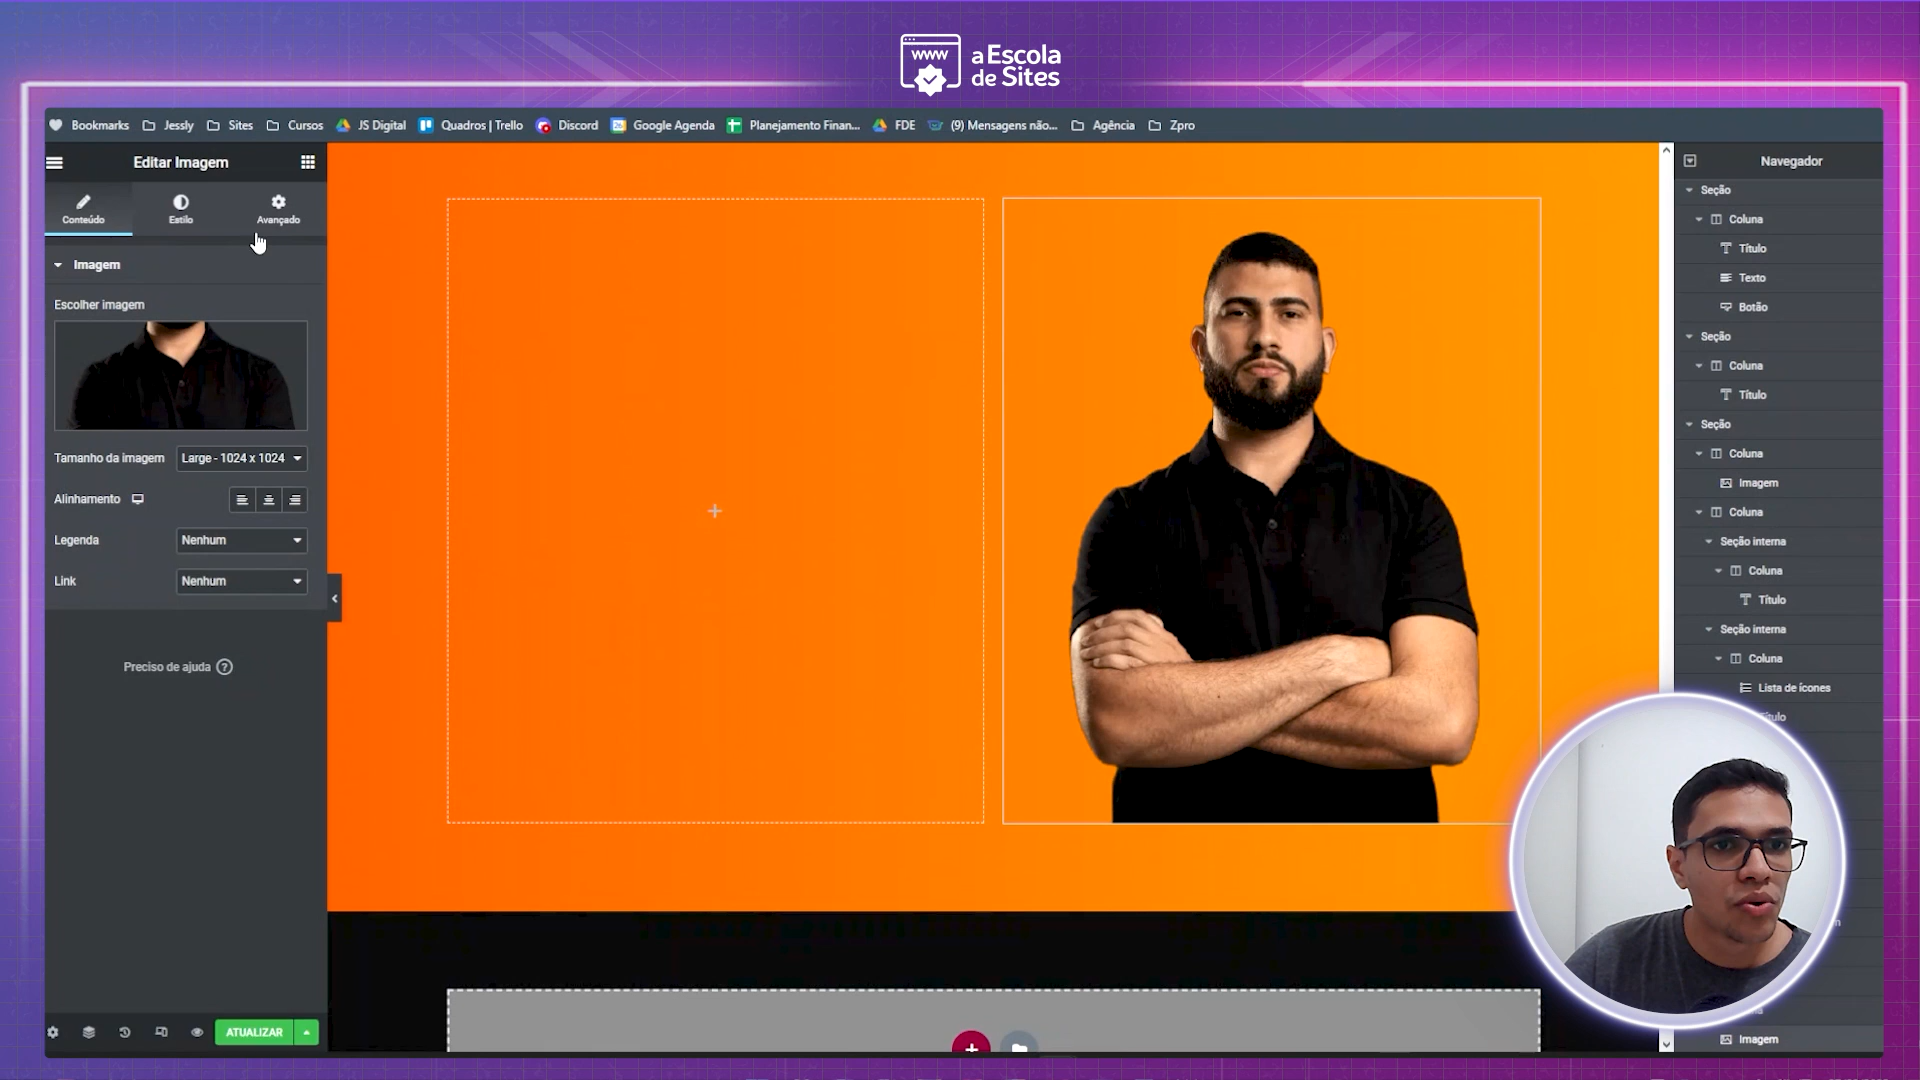 www
a Escola
de Sites
Bookmarks Jessly Sites Cursos JS Digital Quadros | Trello Discord Google Agenda Planejamento Finan... FDE (9) Mensagens não... Agência Zpro
Editar Imagem
Conteúdo Estilo Avançado
Imagem
Escolher imagem
Tamanho da imagem Large - 1024 x 1024
Alinhamento
Legenda Nenhum
Link Nenhum
Preciso de ajuda ?
ATUALIZAR
Navegador
Seção
Coluna
Título
Texto
Botão
Seção
Coluna
Título
Seção
Coluna
Imagem
Coluna
Seção interna
Coluna
Título
Seção interna
Coluna
Lista de ícones
Título
Imagem